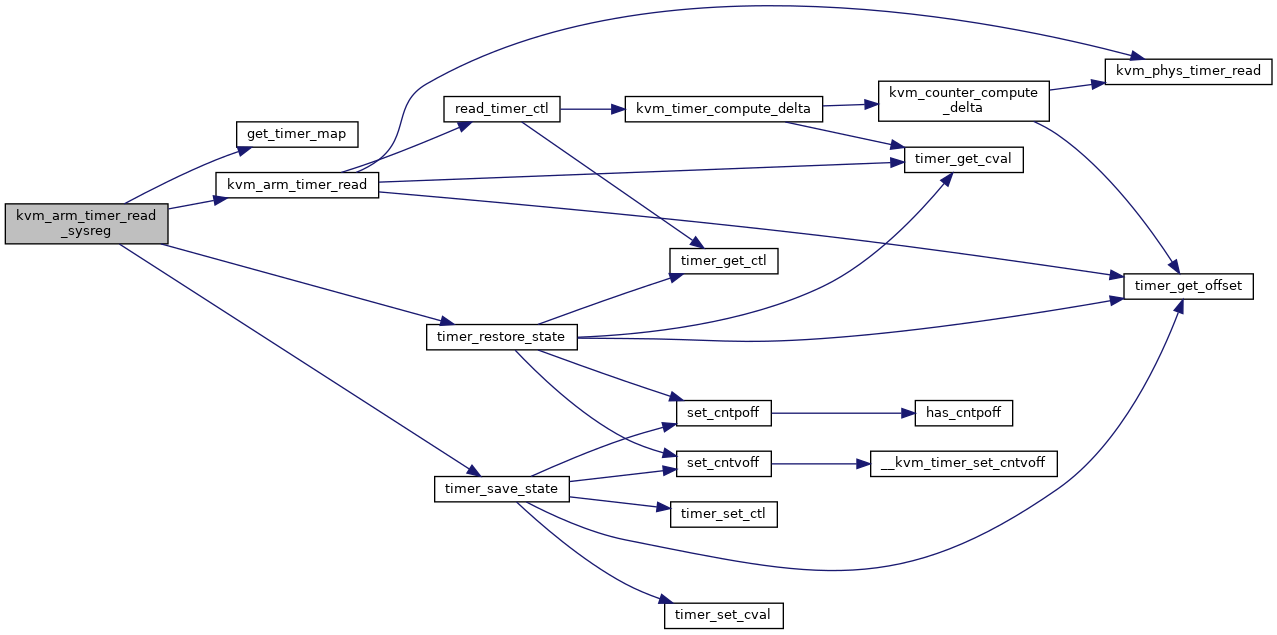 kvm_phys_timer_read
kvm_counter_compute
_delta
read_timer_ctl
kvm_timer_compute_delta
get_timer_map
timer_get_cval
kvm_arm_timer_read
kvm_arm_timer_read
_sysreg
timer_get_ctl
timer_get_offset
timer_restore_state
set_cntpoff
has_cntpoff
set_cntvoff
__kvm_timer_set_cntvoff
timer_save_state
timer_set_ctl
timer_set_cval